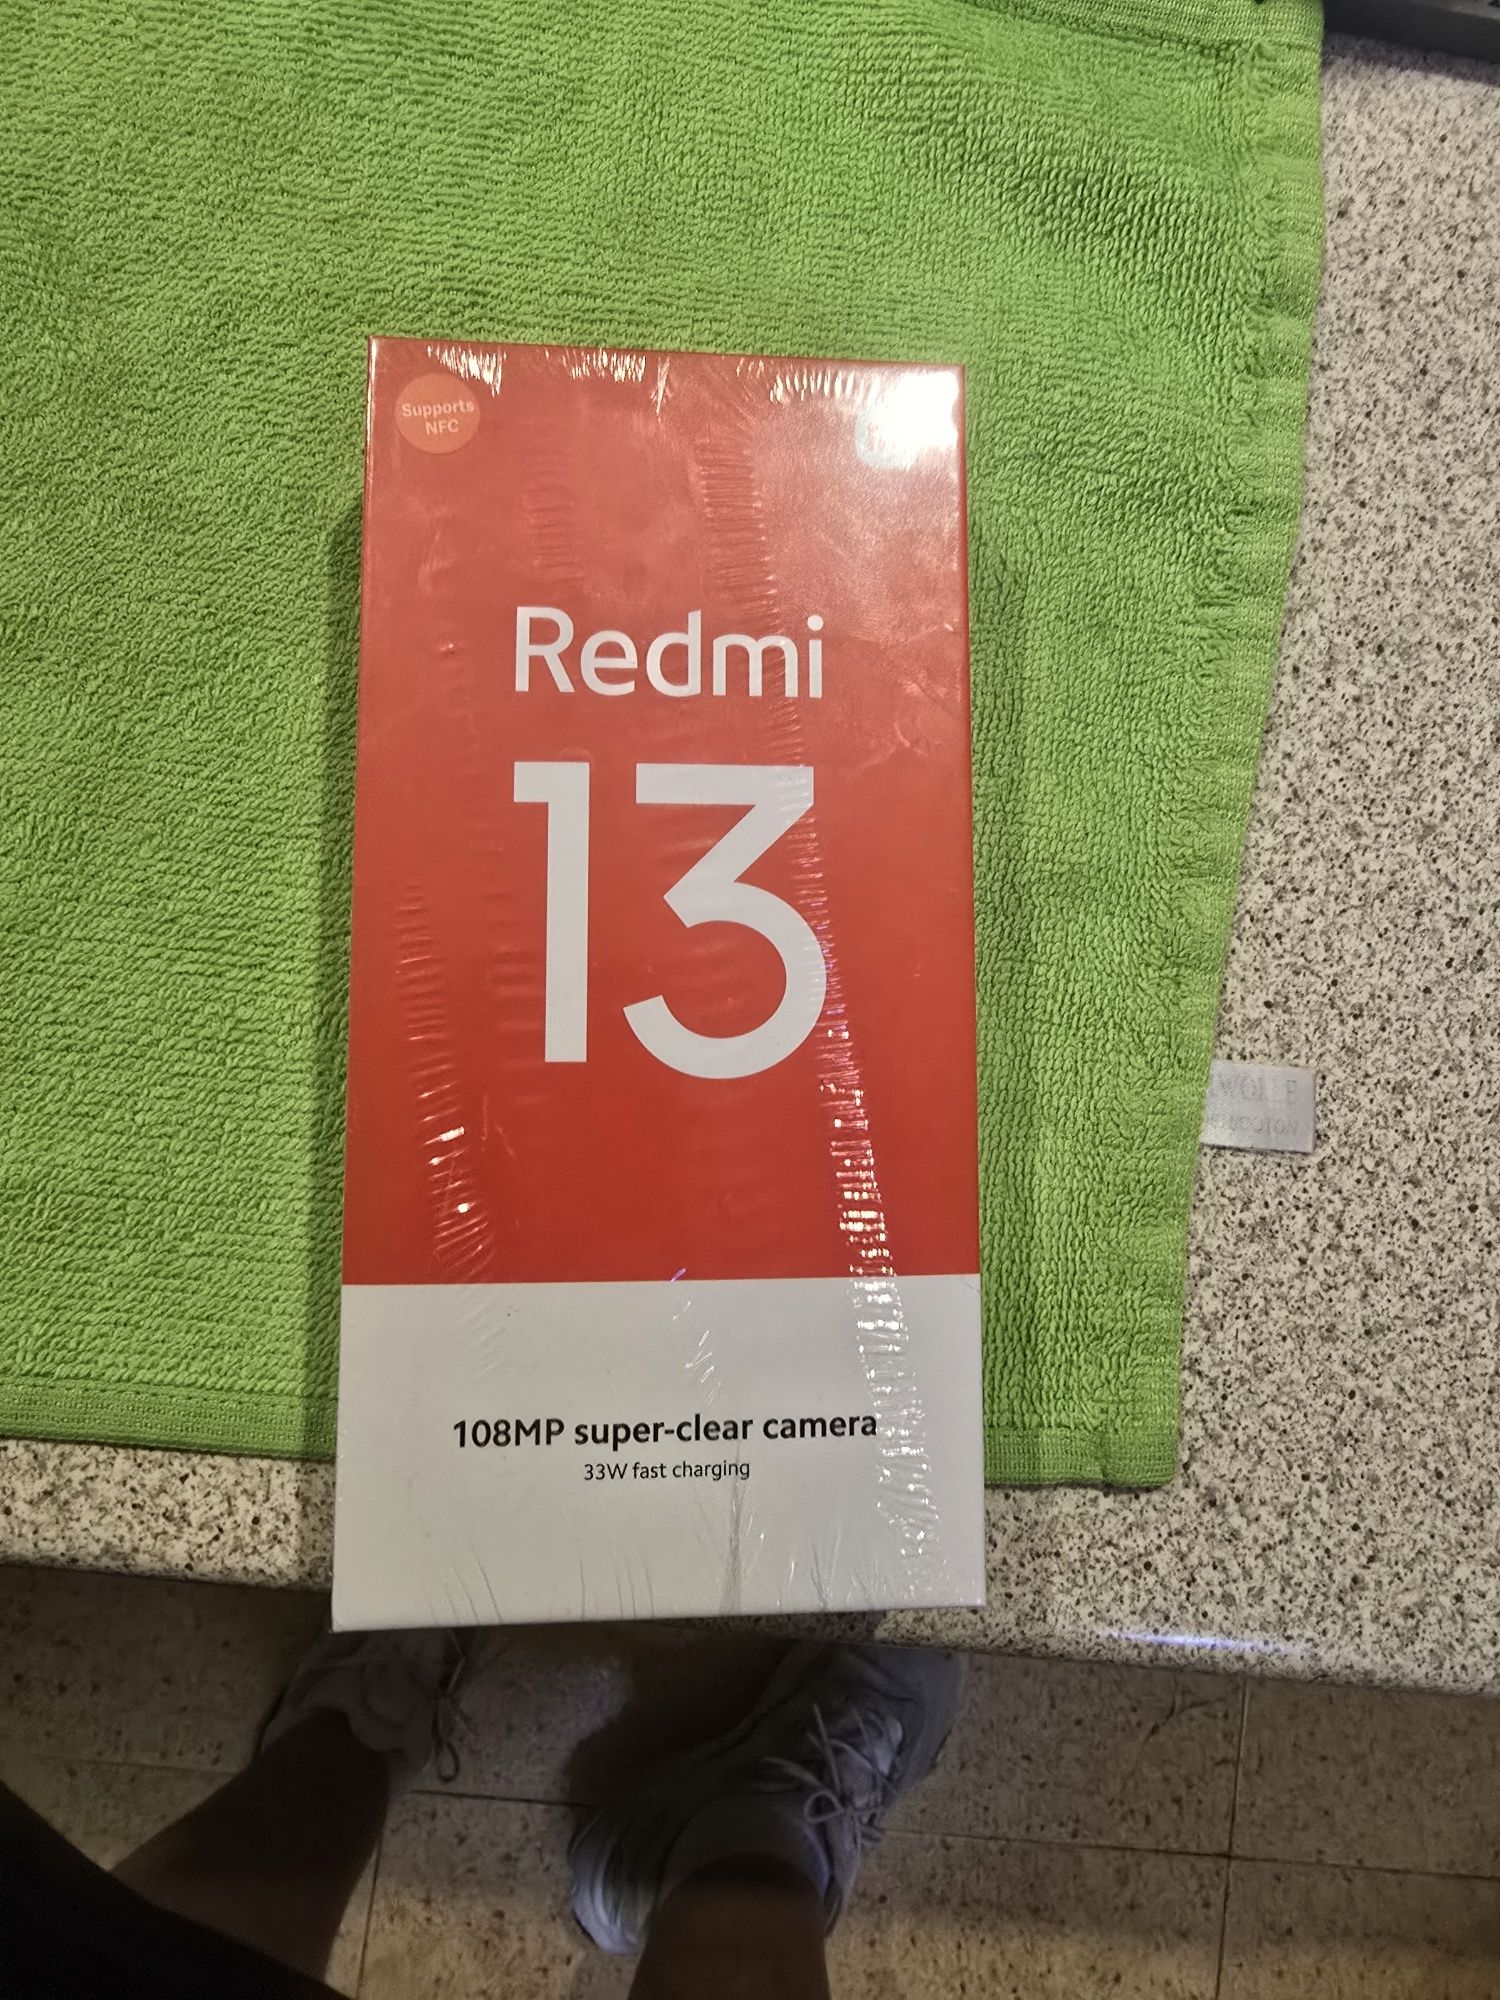 Supports
NFC
Redmi
13
108MP super-clear camera
33W fast charging